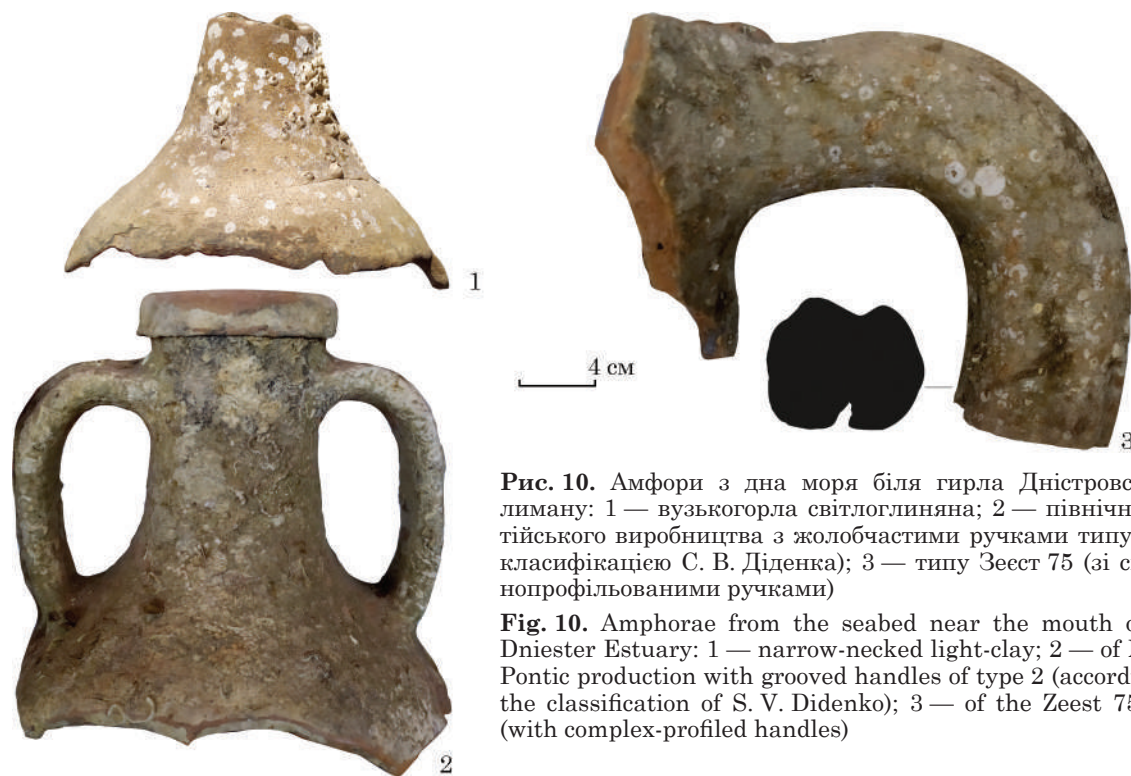 1
2
4 см
3
Рис. 10. Амфори з дна моря біля гирла Дністровс
лиману: 1 — вузькогорла світлоглиняна; 2 — північн
тійського виробництва з жолобчастими ручками типу
класифікацією С. В. Діденка); 3 — типу Зеест 75 (зі с
нопрофільованими ручками)
Fig. 10. Amphorae from the seabed near the mouth o
Dniester Estuary: 1 — narrow-necked light-clay; 2 — of
Pontic production with grooved handles of type 2 (accord
the classification of S. V. Didenko); 3 — of the Zeest 75
(with complex-profiled handles)